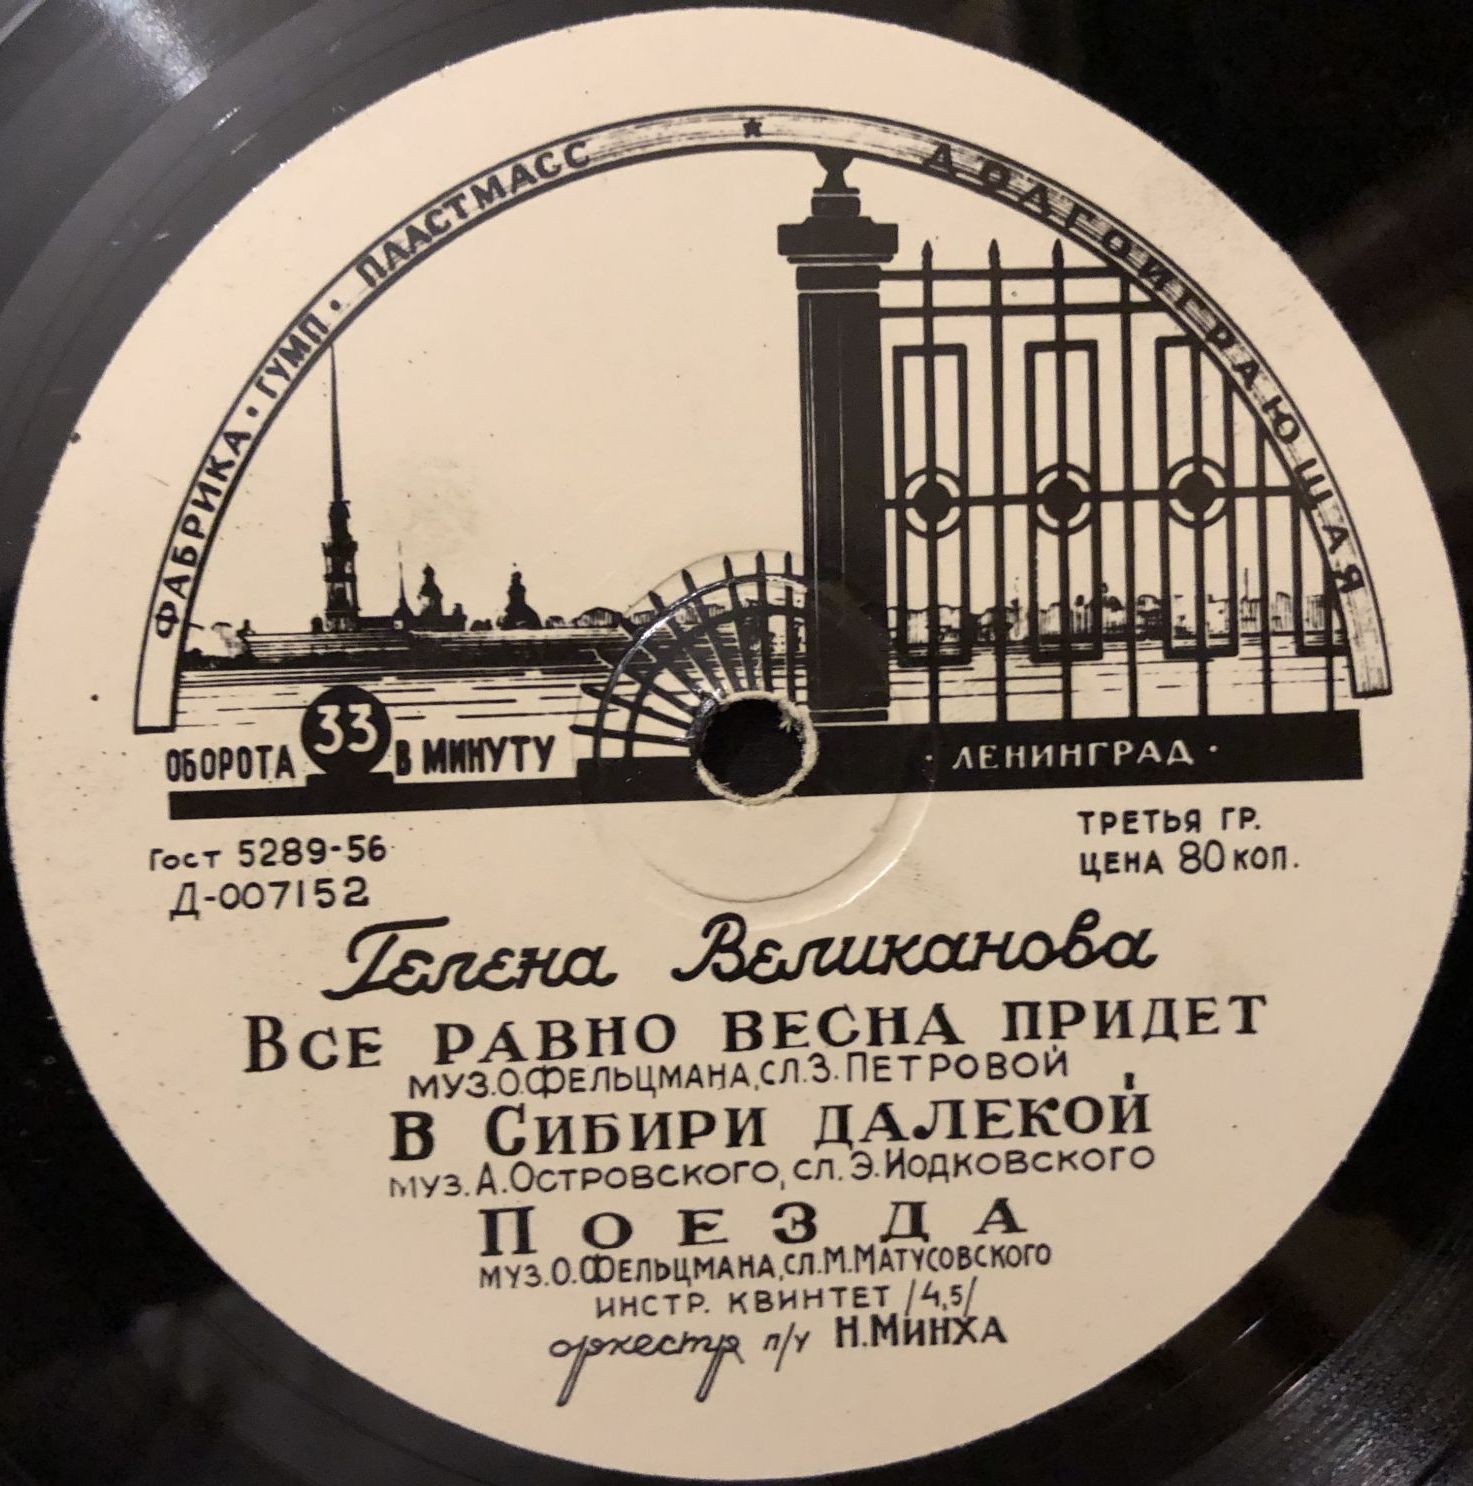 ФАБРИКА · ГУМП · ПЛАСТМАСС ДОЛГОИГРАЮЩАЯ
ОБОРОТА 33 В МИНУТУ
· ЛЕНИНГРАД ·
ГОСТ 5289-56
Д-007152
ТРЕТЬЯ ГР.
ЦЕНА 80 КОП.
Гелена Великанова
ВСЕ РАВНО ВЕСНА ПРИДЕТ
МУЗ.О.ФЕЛЬЦМАНА,СЛ.З.ПЕТРОВОЙ
В СИБИРИ ДАЛЕКОЙ
МУЗ.А.ОСТРОВСКОГО,СЛ.Э.ИОДКОВСКОГО
ПОЕЗДА
МУЗ.О.ФЕЛЬЦМАНА,СЛ.М.МАТУСОВСКОГО
ИНСТР. КВИНТЕТ /4,5/
оркестр п/у Н.МИНХА